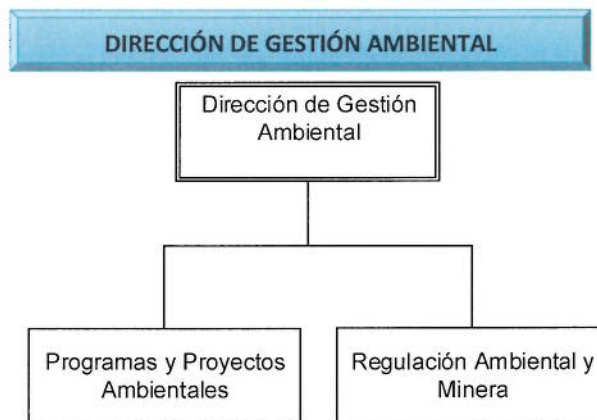 DIRECCIÓN DE GESTIÓN AMBIENTAL
Dirección de Gestión
Ambiental
Programas y Proyectos
Ambientales
Regulación Ambiental y
Minera